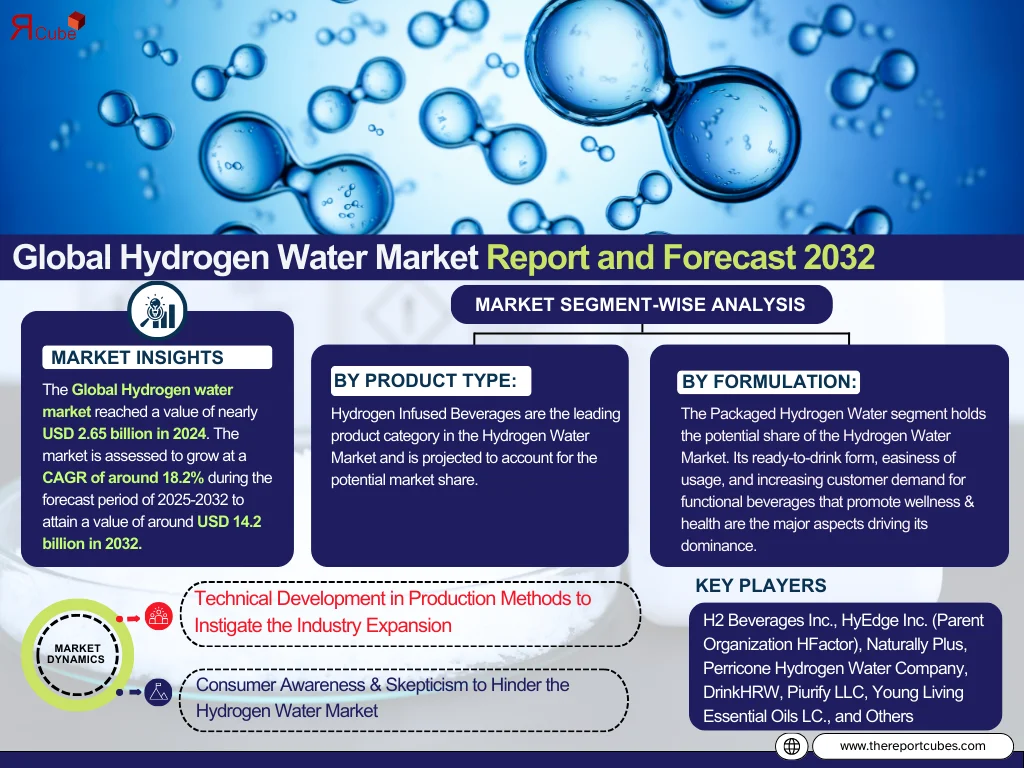 ЯCube
Global Hydrogen Water Market Report and Forecast 2032
MARKET INSIGHTS
The Global Hydrogen water
market reached a value of nearly
USD 2.65 billion in 2024. The
market is assessed to grow at a
CAGR of around 18.2% during the
forecast period of 2025-2032 to
attain a value of around USD 14.2
billion in 2032.
MARKET SEGMENT-WISE ANALYSIS
BY PRODUCT TYPE:
Hydrogen Infused Beverages are the leading
product category in the Hydrogen Water
Market and is projected to account for the
potential market share.
BY FORMULATION:
The Packaged Hydrogen Water segment holds
the potential share of the Hydrogen Water
Market. Its ready-to-drink form, easiness of
usage, and increasing customer demand for
functional beverages that promote wellness &
health are the major aspects driving its
dominance.
MARKET
DYNAMICS
Technical Development in Production Methods to
Instigate the Industry Expansion
Consumer Awareness & Skepticism to Hinder the
Hydrogen Water Market
KEY PLAYERS
H2 Beverages Inc., HyEdge Inc. (Parent
Organization HFactor), Naturally Plus,
Perricone Hydrogen Water Company,
DrinkHRW, Piurify LLC, Young Living
Essential Oils LC., and Others
www.thereportcubes.com